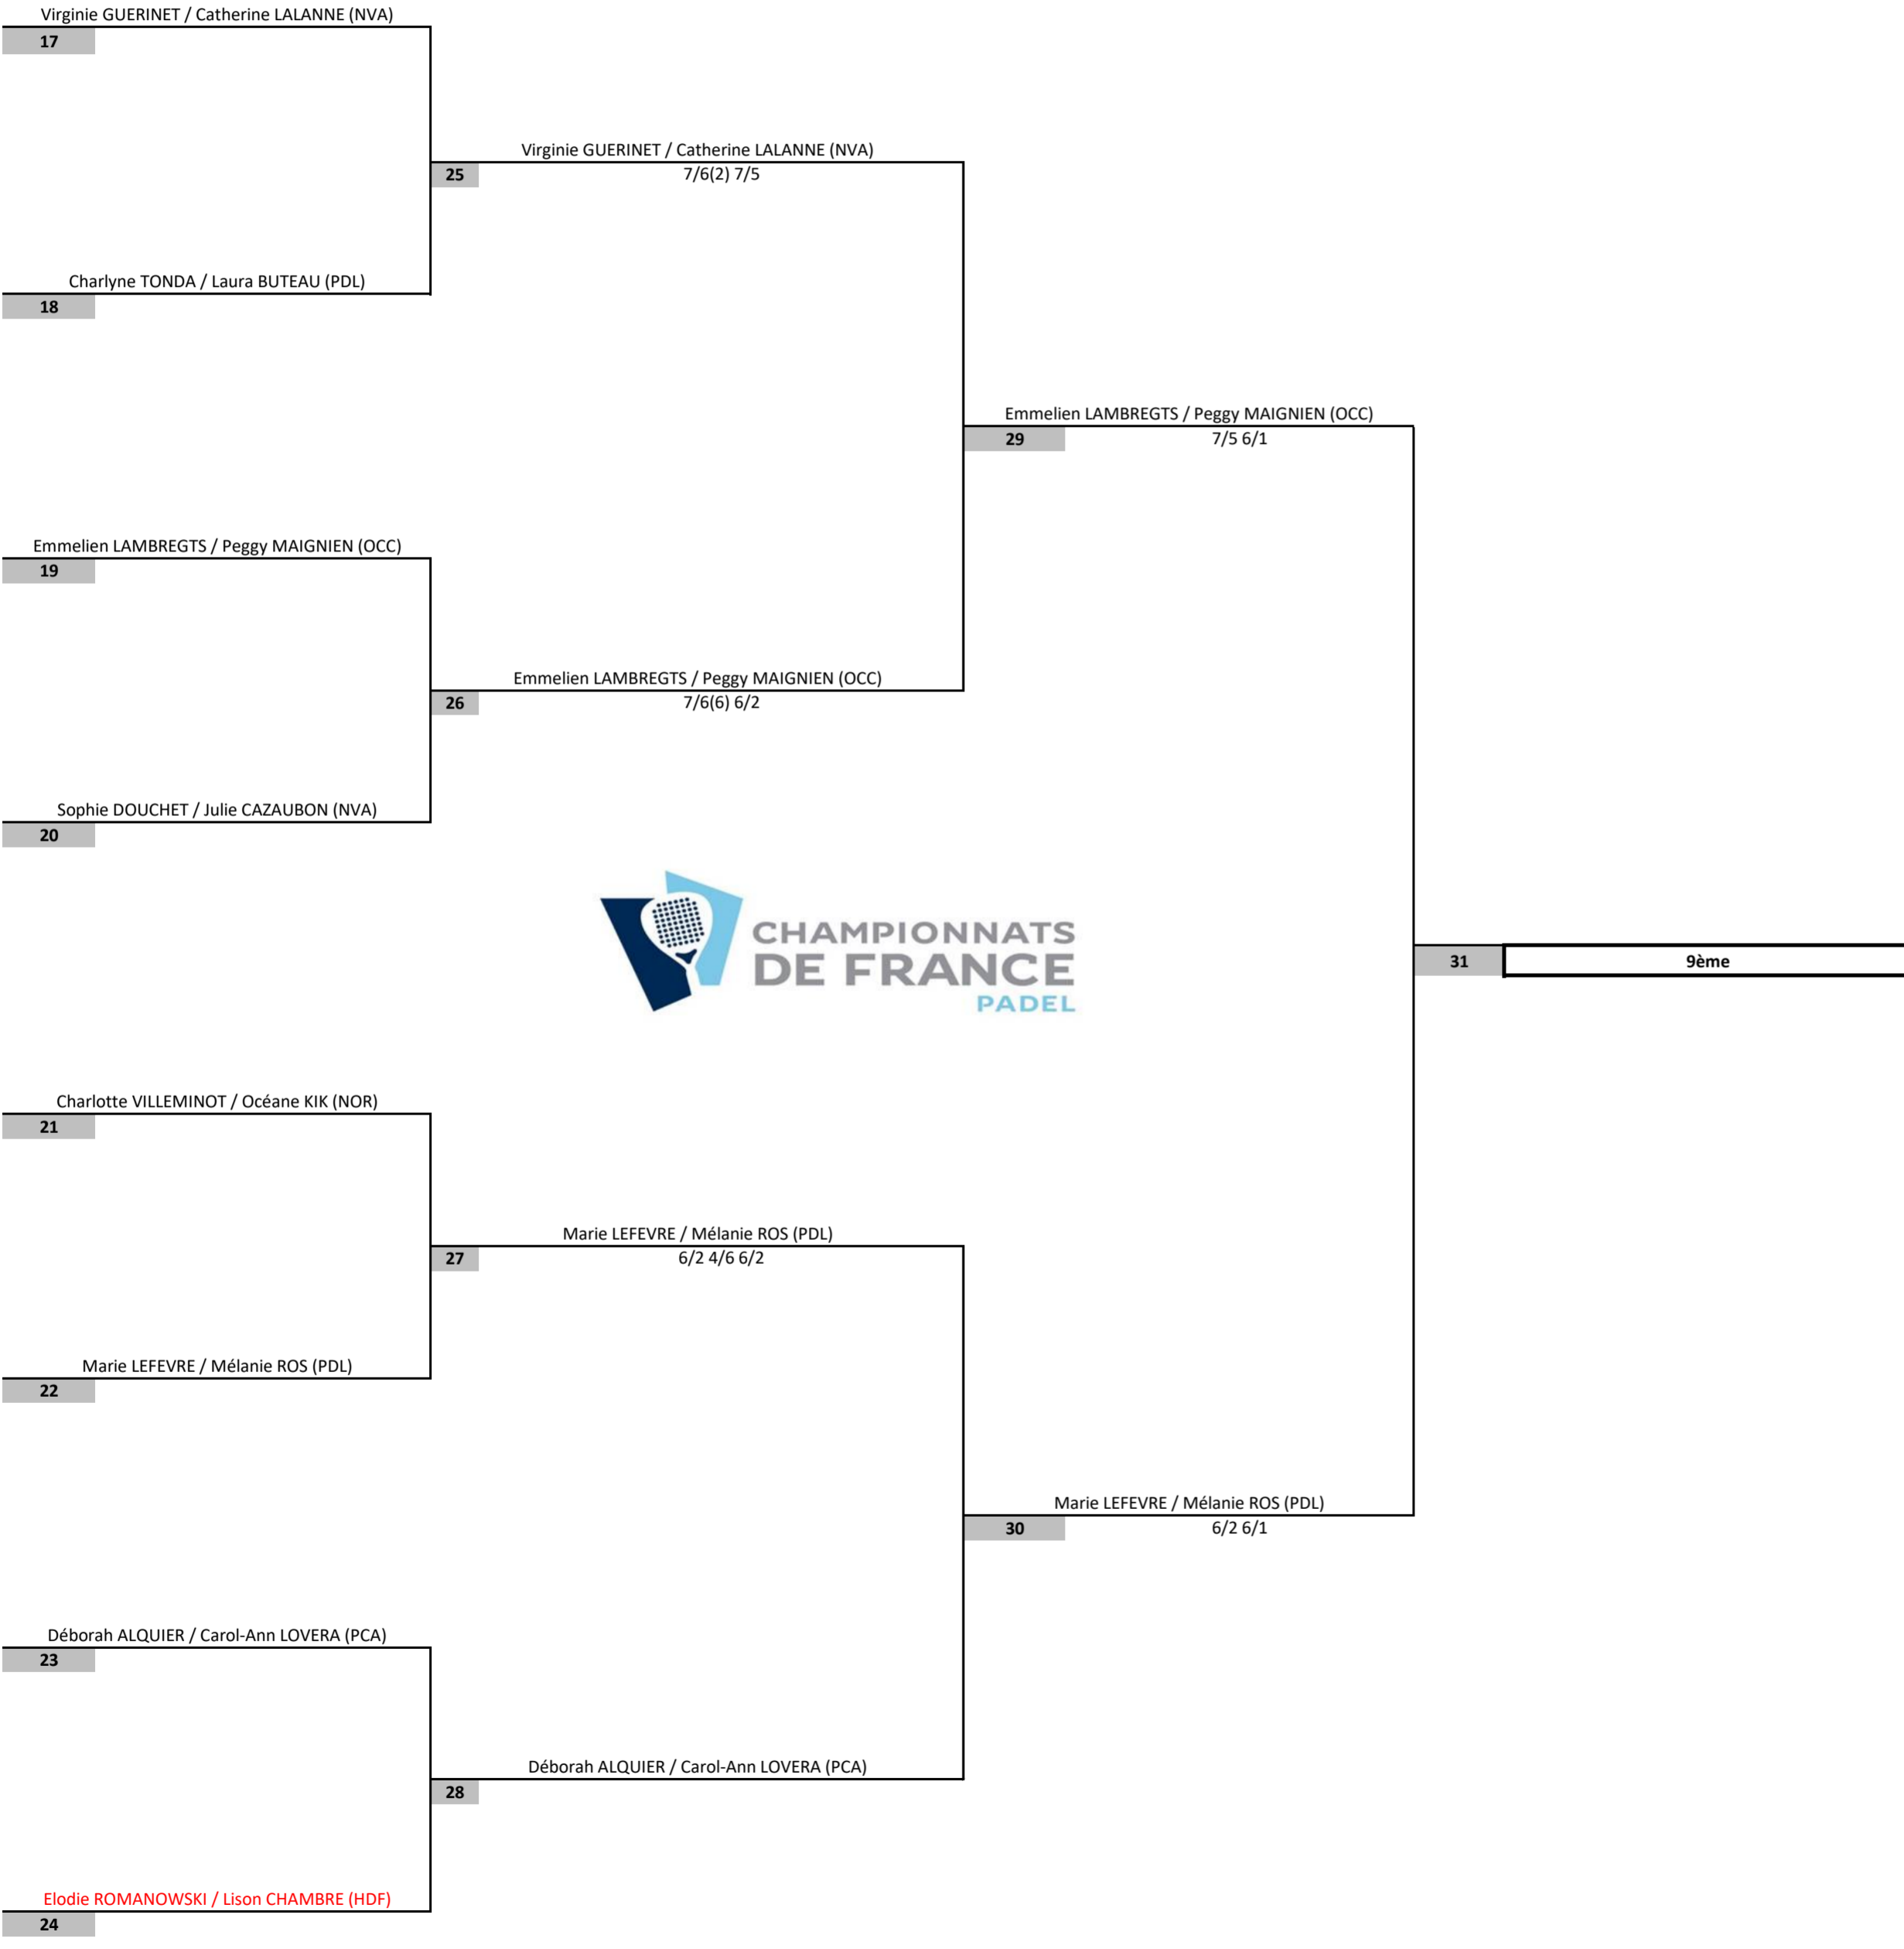 Virginie GUERINET / Catherine LALANNE (NVA)
17
Virginie GUERINET / Catherine LALANNE (NVA)
25
7/6(2) 7/5
Charlyne TONDA / Laura BUTEAU (PDL)
18
Emmelien LAMBREGTS / Peggy MAIGNIEN (OCC)
29
7/5 6/1
Emmelien LAMBREGTS / Peggy MAIGNIEN (OCC)
19
Emmelien LAMBREGTS / Peggy MAIGNIEN (OCC)
26
7/6(6) 6/2
Sophie DOUCHET / Julie CAZAUBON (NVA)
20
CHAMPIONNATS
DE FRANCE
PADEL
31
9ème
Charlotte VILLEMINOT / Océane KIK (NOR)
21
Marie LEFEVRE / Mélanie ROS (PDL)
27
6/2 4/6 6/2
Marie LEFEVRE / Mélanie ROS (PDL)
22
Marie LEFEVRE / Mélanie ROS (PDL)
30
6/2 6/1
Déborah ALQUIER / Carol-Ann LOVERA (PCA)
23
Déborah ALQUIER / Carol-Ann LOVERA (PCA)
28
Elodie ROMANOWSKI / Lison CHAMBRE (HDF)
24